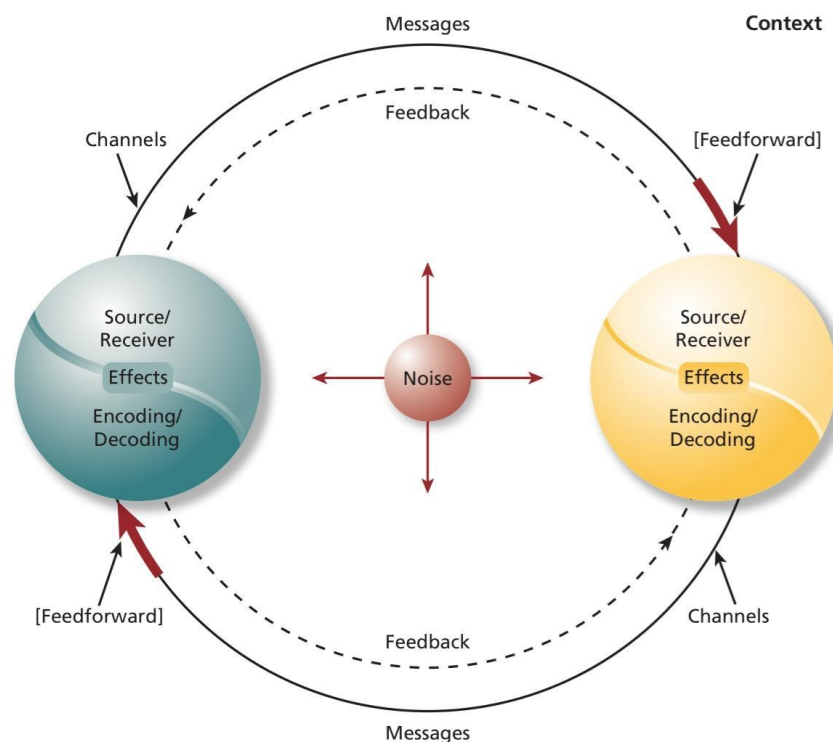 Messages
Context
Feedback
Channels
[Feedforward]
Source/
Receiver
Effects
Encoding/
Decoding
Noise
Source/
Receiver
Effects
Encoding/
Decoding
[Feedforward]
Channels
Feedback
Messages